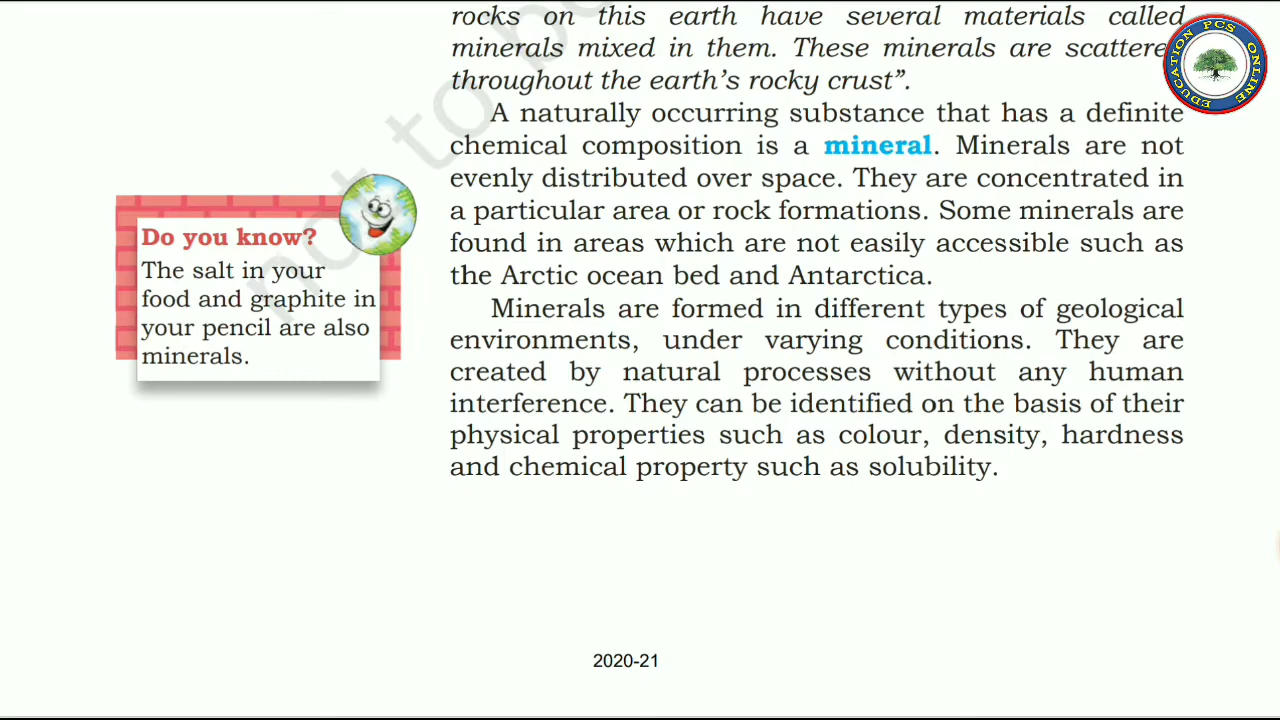 rocks on this earth have several materials called
minerals mixed in them. These minerals are scattere
throughout the earth's rocky crust".
A naturally occurring substance that has a definite
chemical composition is a mineral. Minerals are not
evenly distributed over space. They are concentrated in
a particular area or rock formations. Some minerals are
found in areas which are not easily accessible such as
the Arctic ocean bed and Antarctica.
Minerals are formed in different types of geological
environments, under varying conditions. They are
created by natural processes without any human
interference. They can be identified on the basis of their
physical properties such as colour, density, hardness
and chemical property such as solubility.
Do you know?
The salt in your
food and graphite in
your pencil are also
minerals.
2020-21
EDUCATION PCS ONLINE
not to be